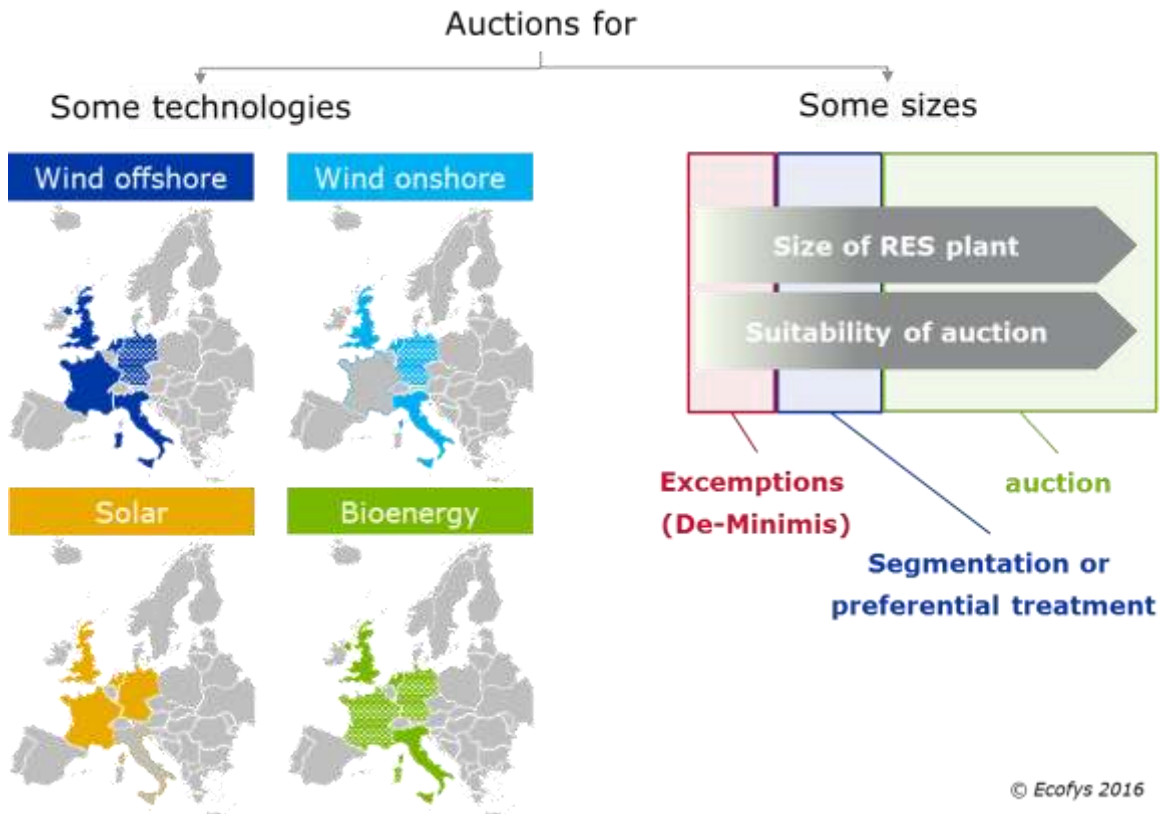 Auctions for
Some technologies
Some sizes
Wind offshore
Wind onshore
Size of RES plant
Suitability of auction
Excemptions
(De-Minimis)
auction
Segmentation or
preferential treatment
Solar
Bioenergy
© Ecofys 2016